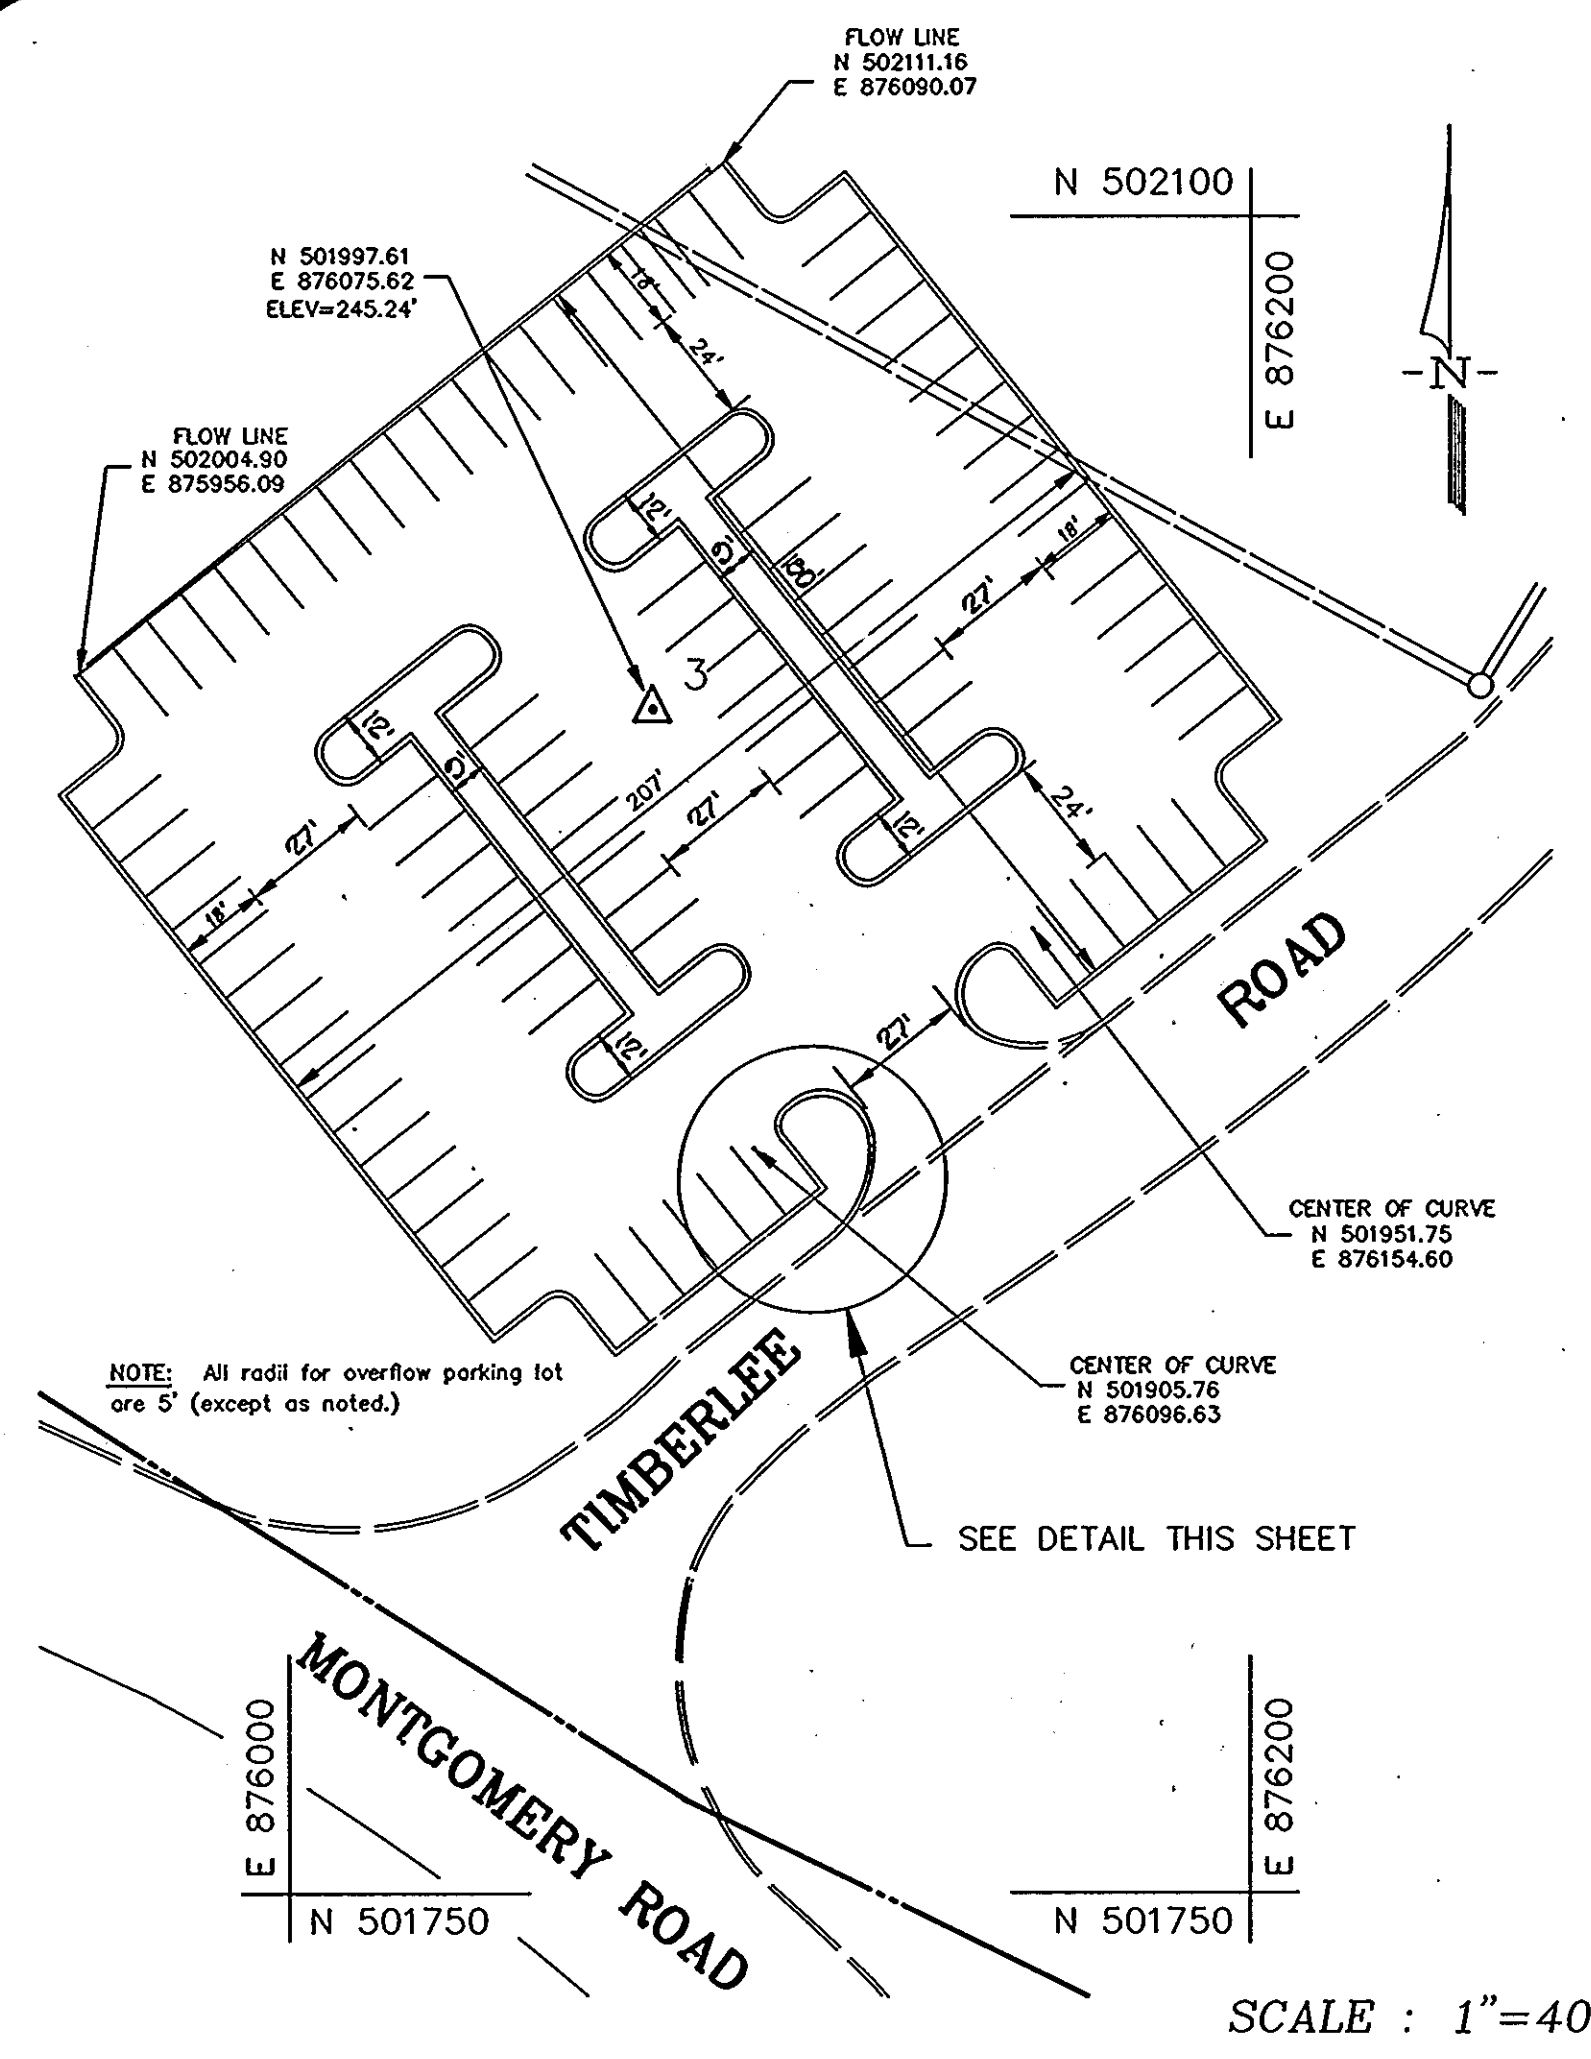 FLOW LINE
N 502111.16
E 876090.07
N 502100
E 876200
N 501997.61
E 876075.62
ELEV=245.24'
-N-
FLOW LINE
N 502004.90
E 875956.09
18'
24'
12'
6'
180'
18'
27'
3
12'
6'
207'
27'
24'
12'
27'
18'
12'
27'
ROAD
CENTER OF CURVE
N 501951.75
E 876154.60
CENTER OF CURVE
N 501905.76
E 876096.63
NOTE: All radii for overflow parking lot
are 5' (except as noted.)
TIMBERLEE
SEE DETAIL THIS SHEET
MONTGOMERY ROAD
E 876000
N 501750
E 876200
N 501750
SCALE : 1"=40